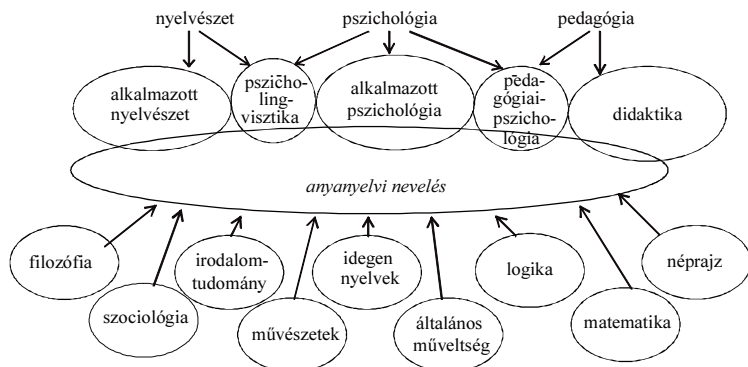 nyelvészet
pszichológia
pedagógia
alkalmazott
nyelvészet
pszicho-
ling-
visztika
alkalmazott
pszichológia
peda-
gógiai-
pszicho-
lógia
didaktika
anyanyelvi nevelés
filozófia
szociológia
irodalom-
tudomány
művészetek
idegen
nyelvek
általános
műveltség
logika
matematika
néprajz